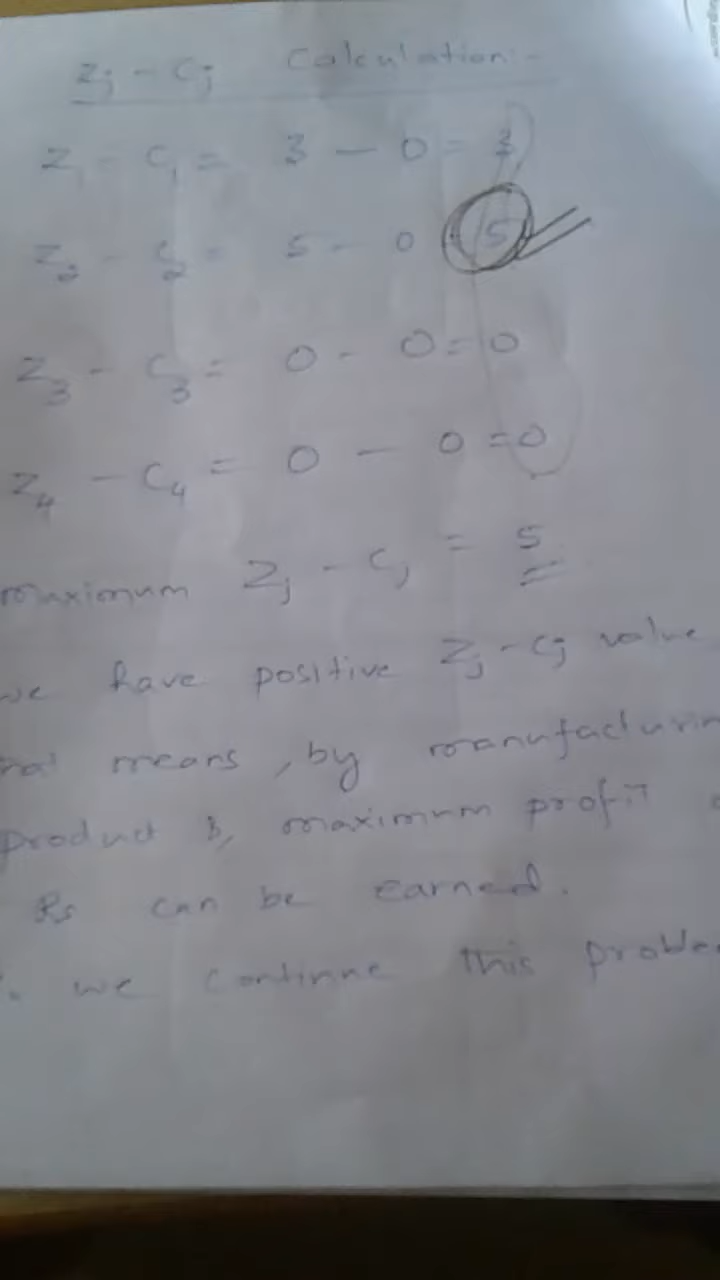 Zj - Cj Calculation:-
Z1 - C1 = 3 - 0 = 3
Z2 - C2 = 5 - 0 = 5
Z3 - C3 = 0 - 0 = 0
Z4 - C4 = 0 - 0 = 0
maximum Zj - Cj = 5
we have positive Zj - Cj value
means, by manufacturin
product B, maximum profit
Rs can be earned.
we continue this proble